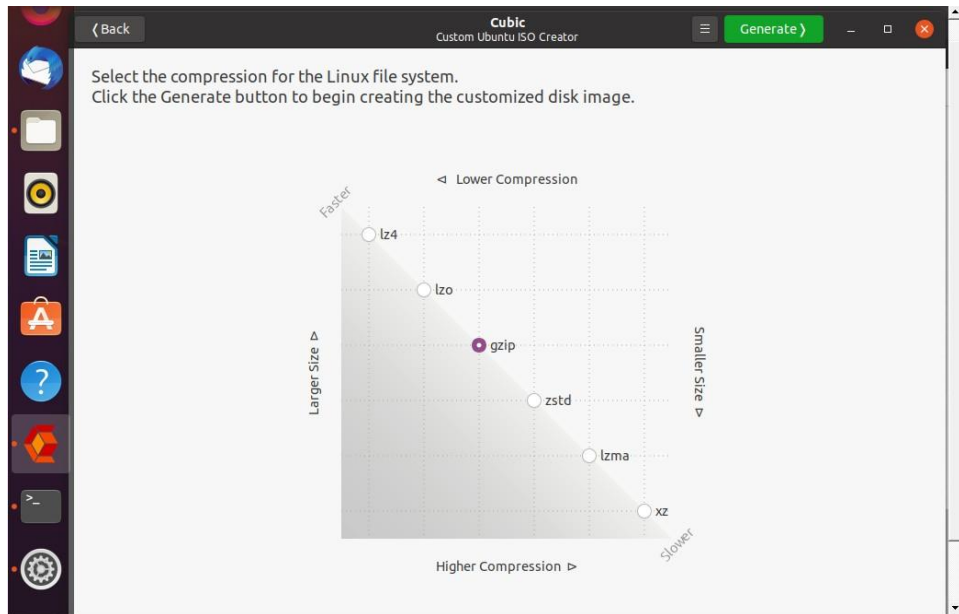 ❬Back
Cubic
Custom Ubuntu ISO Creator
Generate❭
Select the compression for the Linux file system.
Click the Generate button to begin creating the customized disk image.
⊲ Lower Compression
Faster
lz4
lzo
gzip
zstd
lzma
xz
Larger Size ⊳
Smaller Size ⊳
Slower
Higher Compression ⊳